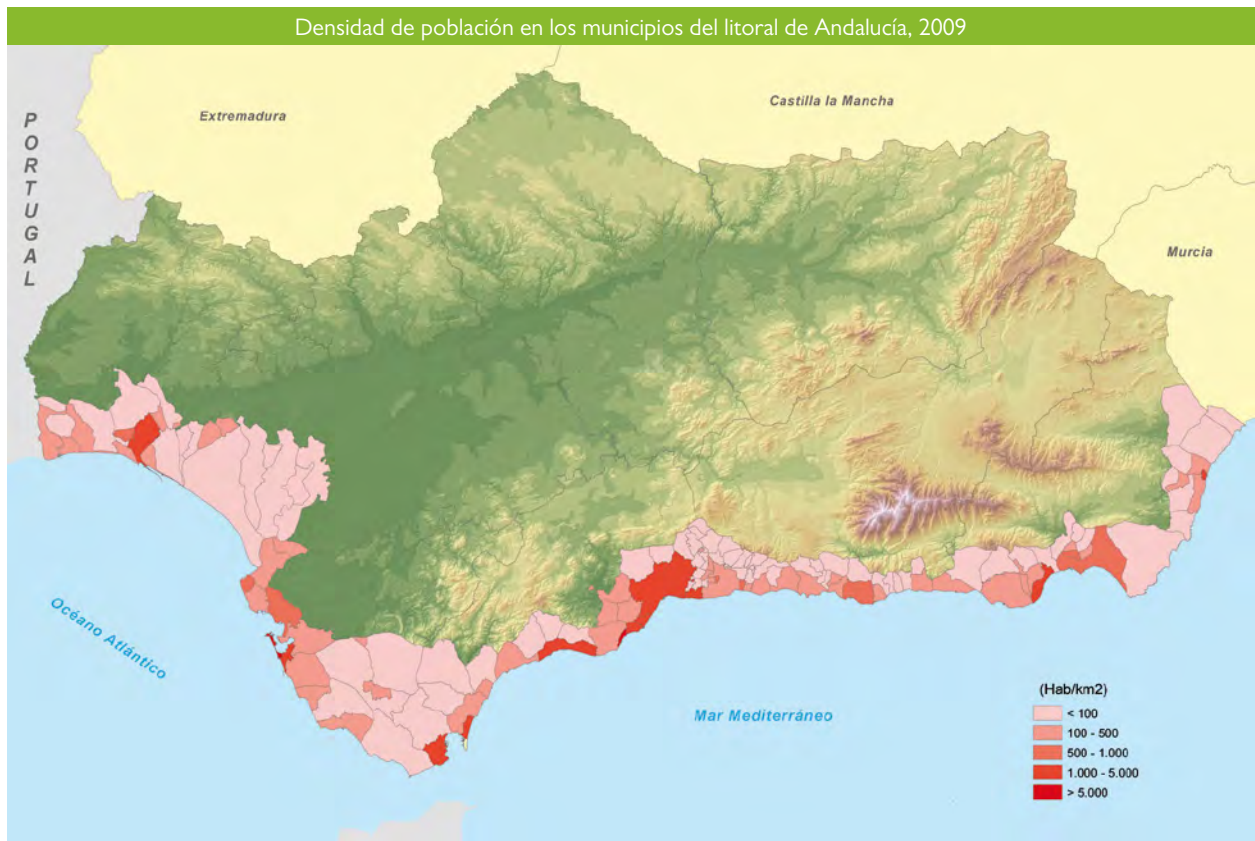 Densidad de población en los municipios del litoral de Andalucía, 2009
Extremadura
Castilla la Mancha
PORTUGAL
Murcia
Océano Atlántico
Mar Mediterráneo
(Hab/km2)
< 100
100 - 500
500 - 1.000
1.000 - 5.000
> 5.000